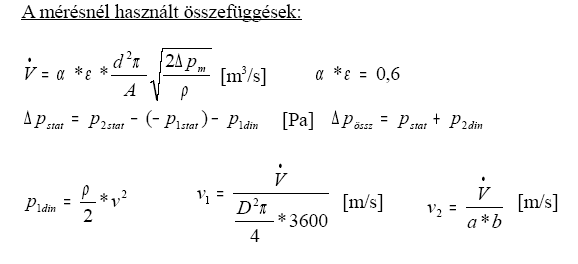 A mérésnél használt összefüggések:
V̇ = α * ε * d²π / A √(2Δp_m / ρ) [m³/s] α * ε = 0,6
Δp_stat = p_2stat − (− p_1stat) − p_1din [Pa] Δp_össz = p_stat + p_2din
p_1din = ρ / 2 * v² v_1 = V̇ / (D²π / 4 * 3600) [m/s] v_2 = V̇ / (a * b) [m/s]